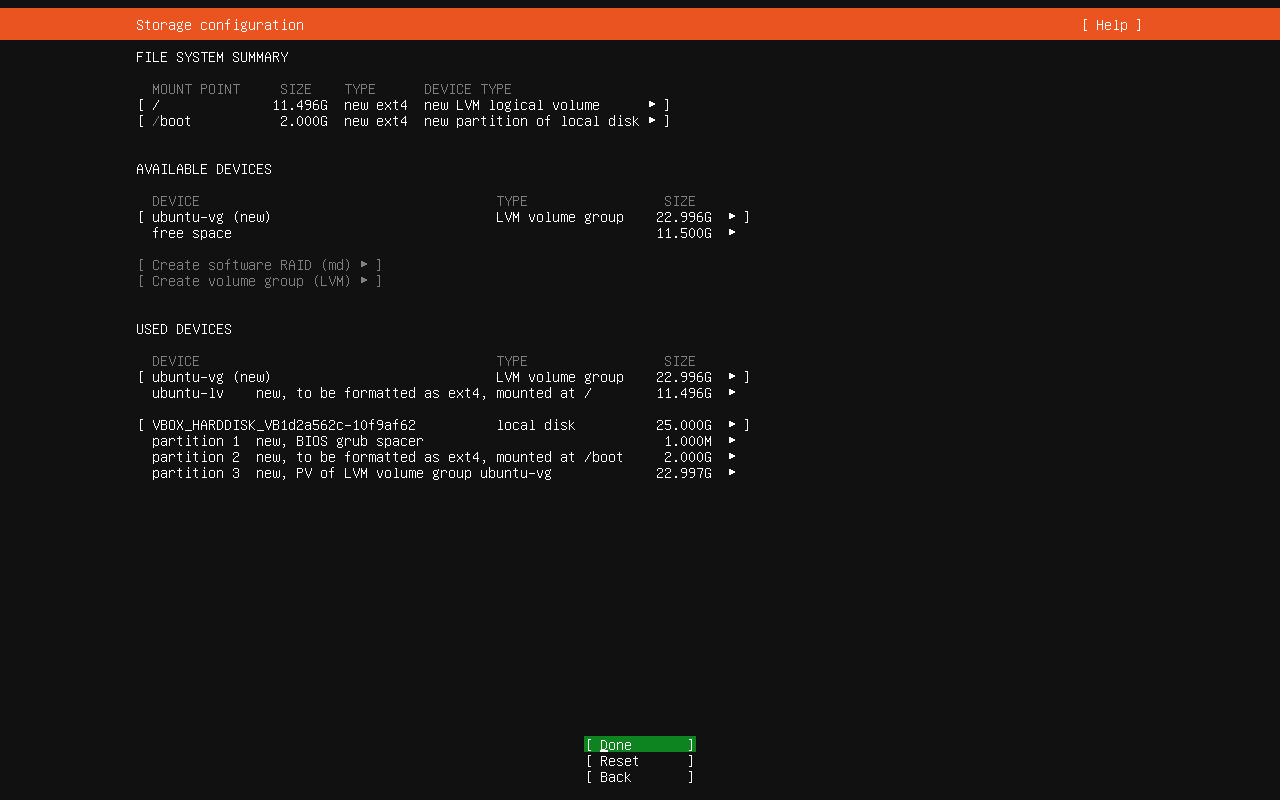 Storage configuration [ Help ]
FILE SYSTEM SUMMARY
MOUNT POINT SIZE TYPE DEVICE TYPE
[ / 11.496G new ext4 new LVM logical volume ▸ ]
[ /boot 2.000G new ext4 new partition of local disk ▸ ]
AVAILABLE DEVICES
DEVICE TYPE SIZE
[ ubuntu-vg (new) LVM volume group 22.996G ▸ ]
free space 11.500G ▸
[ Create software RAID (md) ▸ ]
[ Create volume group (LVM) ▸ ]
USED DEVICES
DEVICE TYPE SIZE
[ ubuntu-vg (new) LVM volume group 22.996G ▸ ]
ubuntu-lv new, to be formatted as ext4, mounted at / 11.496G ▸
[ VBOX_HARDDISK_VB1d2a562c-10f9af62 local disk 25.000G ▸ ]
partition 1 new, BIOS grub spacer 1.000M ▸
partition 2 new, to be formatted as ext4, mounted at /boot 2.000G ▸
partition 3 new, PV of LVM volume group ubuntu-vg 22.997G ▸
[ Done ]
[ Reset ]
[ Back ]